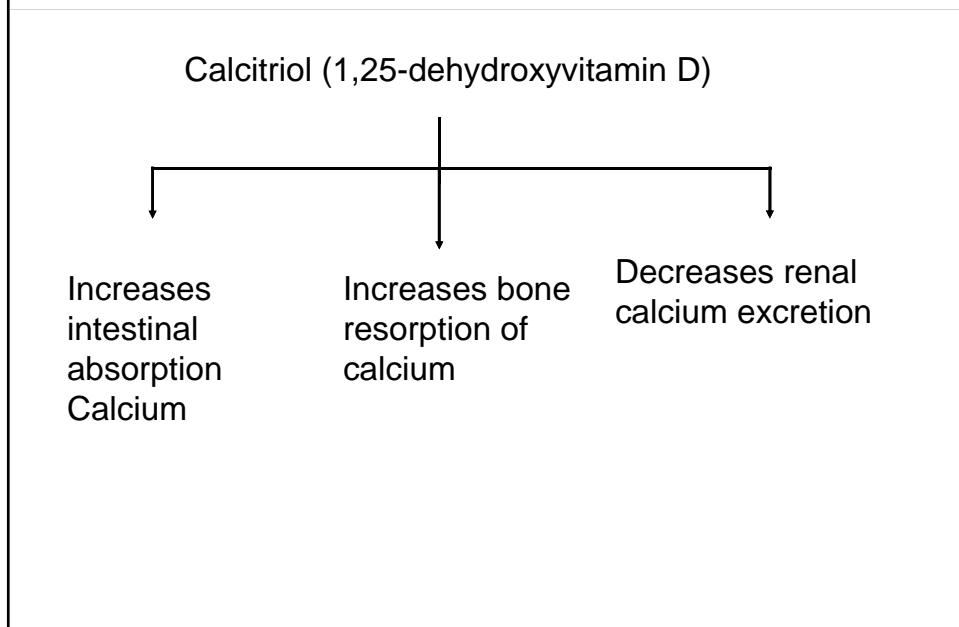 Calcitriol (1,25-dehydroxyvitamin D)
Increases
intestinal
absorption
Calcium
Increases bone
resorption of
calcium
Decreases renal
calcium excretion